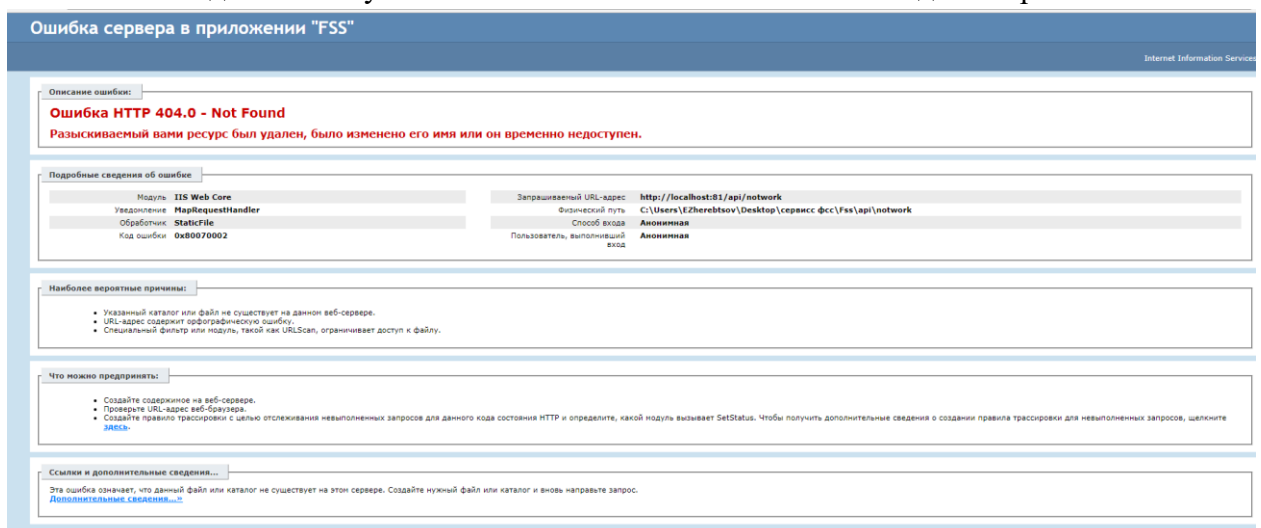 Ошибка сервера в приложении "FSS"
Internet Information Services
Описание ошибки:
Ошибка HTTP 404.0 - Not Found
Разыскиваемый вами ресурс был удален, было изменено его имя или он временно недоступен.
Подробные сведения об ошибке
Модуль IIS Web Core
Уведомление MapRequestHandler
Обработчик StaticFile
Код ошибки 0x80070002
Запрашиваемый URL-адрес http://localhost:81/api/notwork
Физический путь C:\Users\EZherebtsov\Desktop\сервисс фсс\Fss\api\notwork
Способ входа Анонимная
Пользователь, выполнивший
вход Анонимная
Наиболее вероятные причины:
• Указанный каталог или файл не существует на данном веб-сервере.
• URL-адрес содержит орфографическую ошибку.
• Специальный фильтр или модуль, такой как URLScan, ограничивает доступ к файлу.
Что можно предпринять:
• Создайте содержимое на веб-сервере.
• Проверьте URL-адрес веб-браузера.
• Создайте правило трассировки с целью отслеживания невыполненных запросов для данного кода состояния HTTP и определите, какой модуль вызывает SetStatus. Чтобы получить дополнительные сведения о создании правила трассировки для невыполненных запросов, щелкните
здесь.
Ссылки и дополнительные сведения...
Эта ошибка означает, что данный файл или каталог не существует на этом сервере. Создайте нужный файл или каталог и вновь направьте запрос.
Дополнительные сведения...»